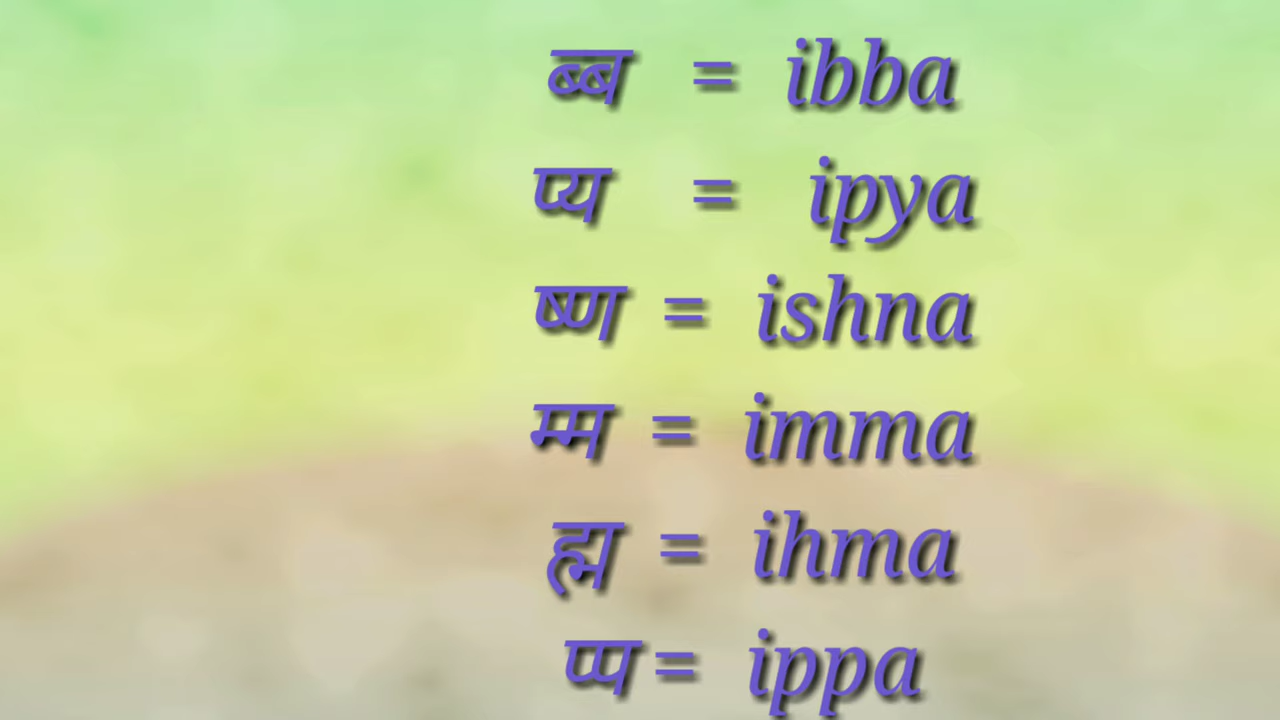 ब्ब = ibba
प्य = ipya
ष्ण = ishna
म्म = imma
ह्म = ihma
प्प = ippa